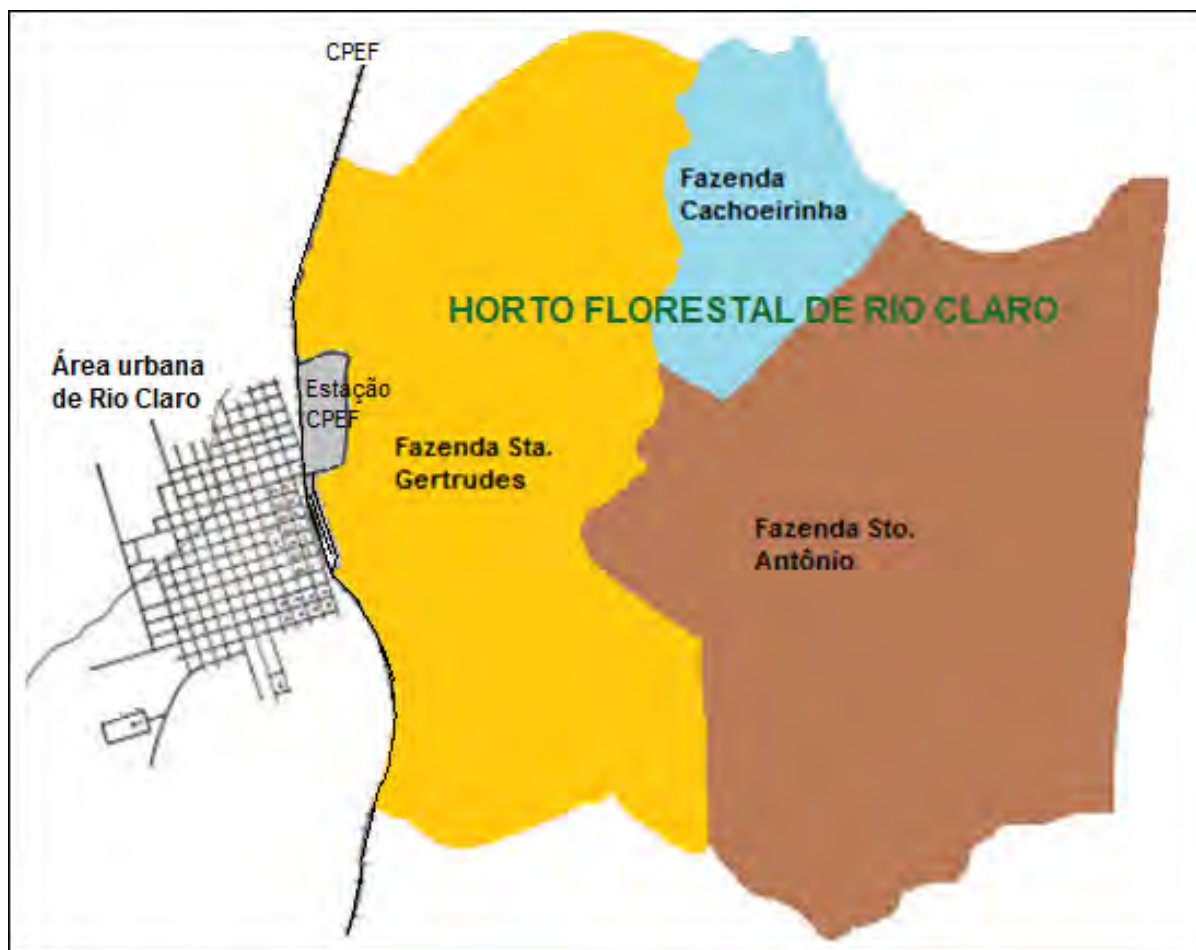 CPEF
Fazenda
Cachoeirinha
HORTO FLORESTAL DE RIO CLARO
Área urbana
de Rio Claro
Estação
CPEF
Fazenda Sta.
Gertrudes
Fazenda Sto.
Antônio